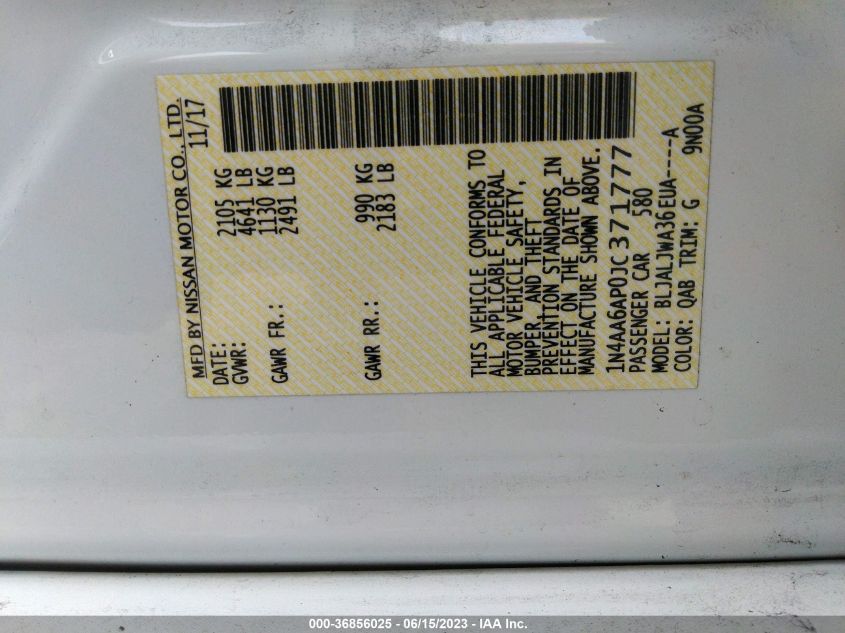 MFD BY NISSAN MOTOR CO., LTD.
DATE: 11/17
GVWR: 2105 KG
4641 LB
GAWR FR.: 1130 KG
2491 LB
GAWR RR.: 990 KG
2183 LB
THIS VEHICLE CONFORMS TO
ALL APPLICABLE FEDERAL
MOTOR VEHICLE SAFETY,
BUMPER, AND THEFT
PREVENTION STANDARDS IN
EFFECT ON THE DATE OF
MANUFACTURE SHOWN ABOVE.
1N4AA6AP0JC371777
PASSENGER CAR 580
MODEL: BLJALJWA36EUA-----A
COLOR: QAB TRIM: G 9N00A
000-36856025 - 06/15/2023 - IAA Inc.